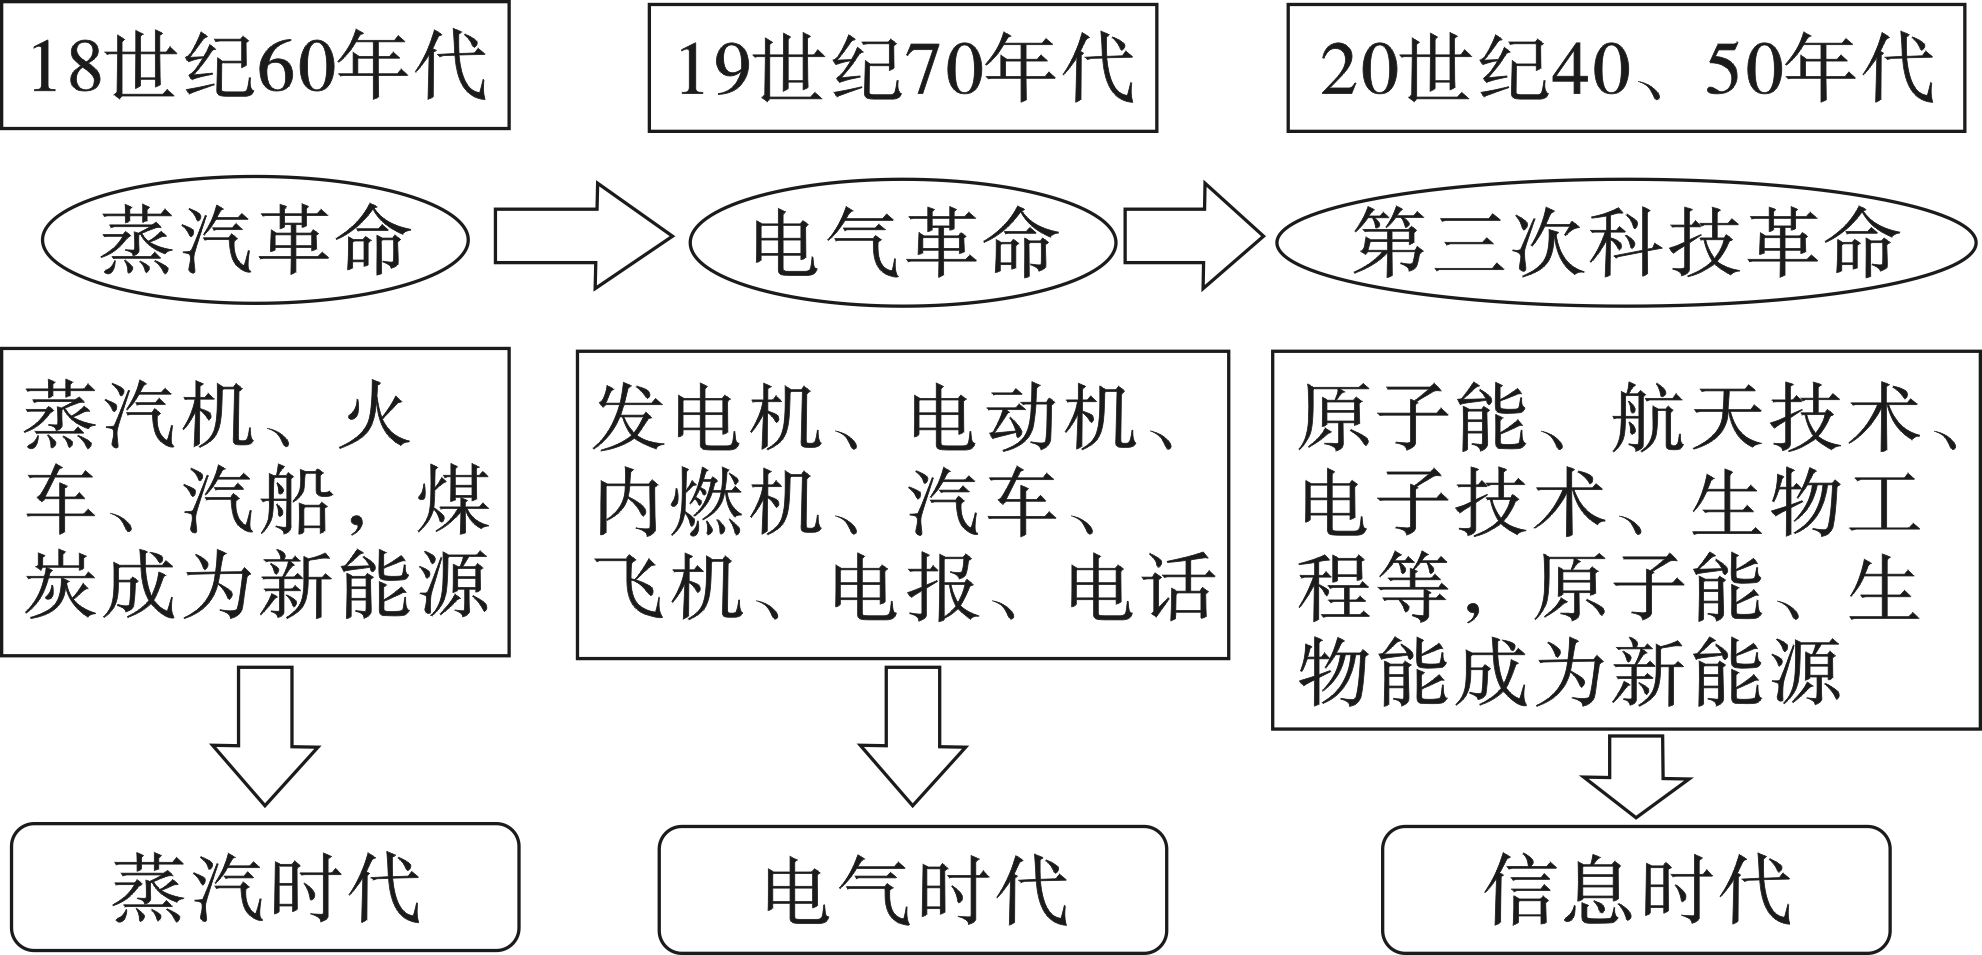 18世纪60年代
19世纪70年代
20世纪40、50年代
蒸汽革命
电气革命
第三次科技革命
蒸汽机、火
车、汽船，煤
炭成为新能源
发电机、电动机、
内燃机、汽车、
飞机、电报、电话
原子能、航天技术、
电子技术、生物工
程等，原子能、生
物能成为新能源
蒸汽时代
电气时代
信息时代